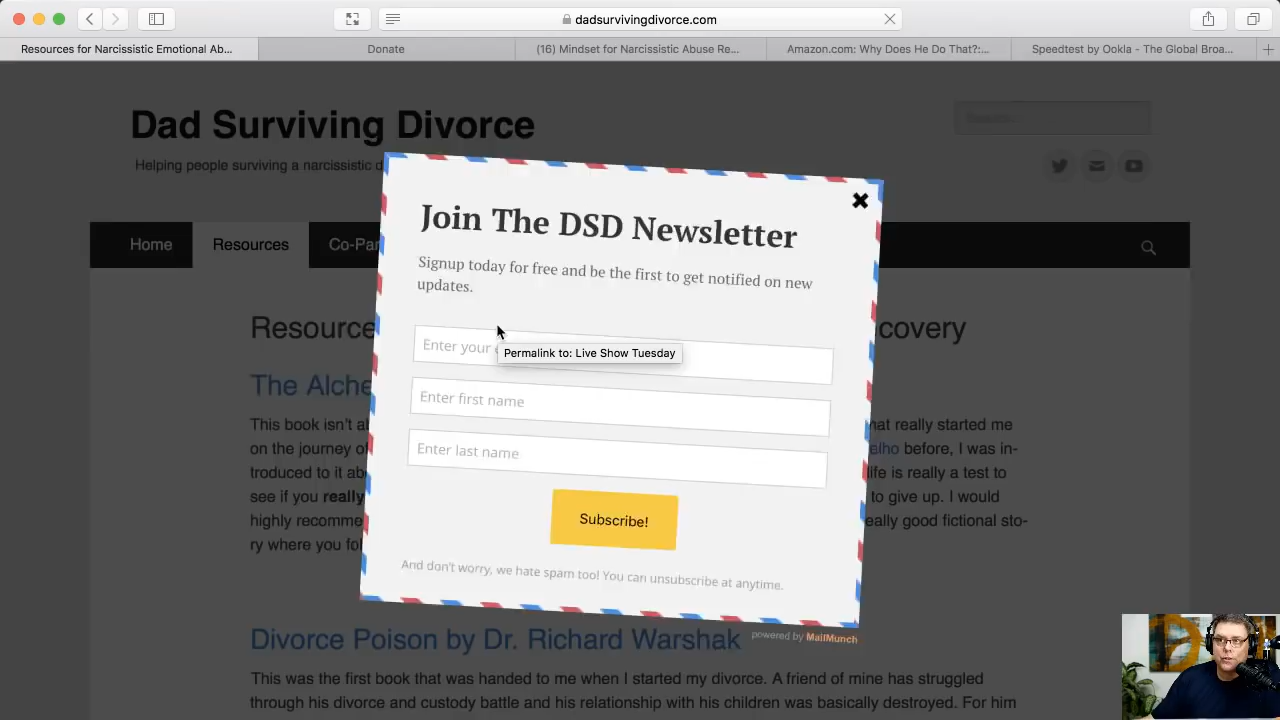 dadsurvivingdivorce.com
Resources for Narcissistic Emotional Ab...
Donate
(16) Mindset for Narcissistic Abuse Re...
Amazon.com: Why Does He Do That?:...
Speedtest by Ookla - The Global Broa...
Dad Surviving Divorce
Helping people surviving a narcissistic d
Home
Resources
Co-Par
Join The DSD Newsletter
Signup today for free and be the first to get notified on new
updates.
Enter your
Permalink to: Live Show Tuesday
Enter first name
Enter last name
Subscribe!
And don't worry, we hate spam too! You can unsubscribe at anytime.
powered by MailMunch
Resource covery
The Alche
This book isn't a hat really started me
on the journey of elho before, I was in-
troduced to it ab life is really a test to
see if you really to give up. I would
highly recomme eally good fictional sto-
ry where you fol
Divorce Poison by Dr. Richard Warshak
This was the first book that was handed to me when I started my divorce. A friend of mine has struggled
through his divorce and custody battle and his relationship with his children was basically destroyed. For him